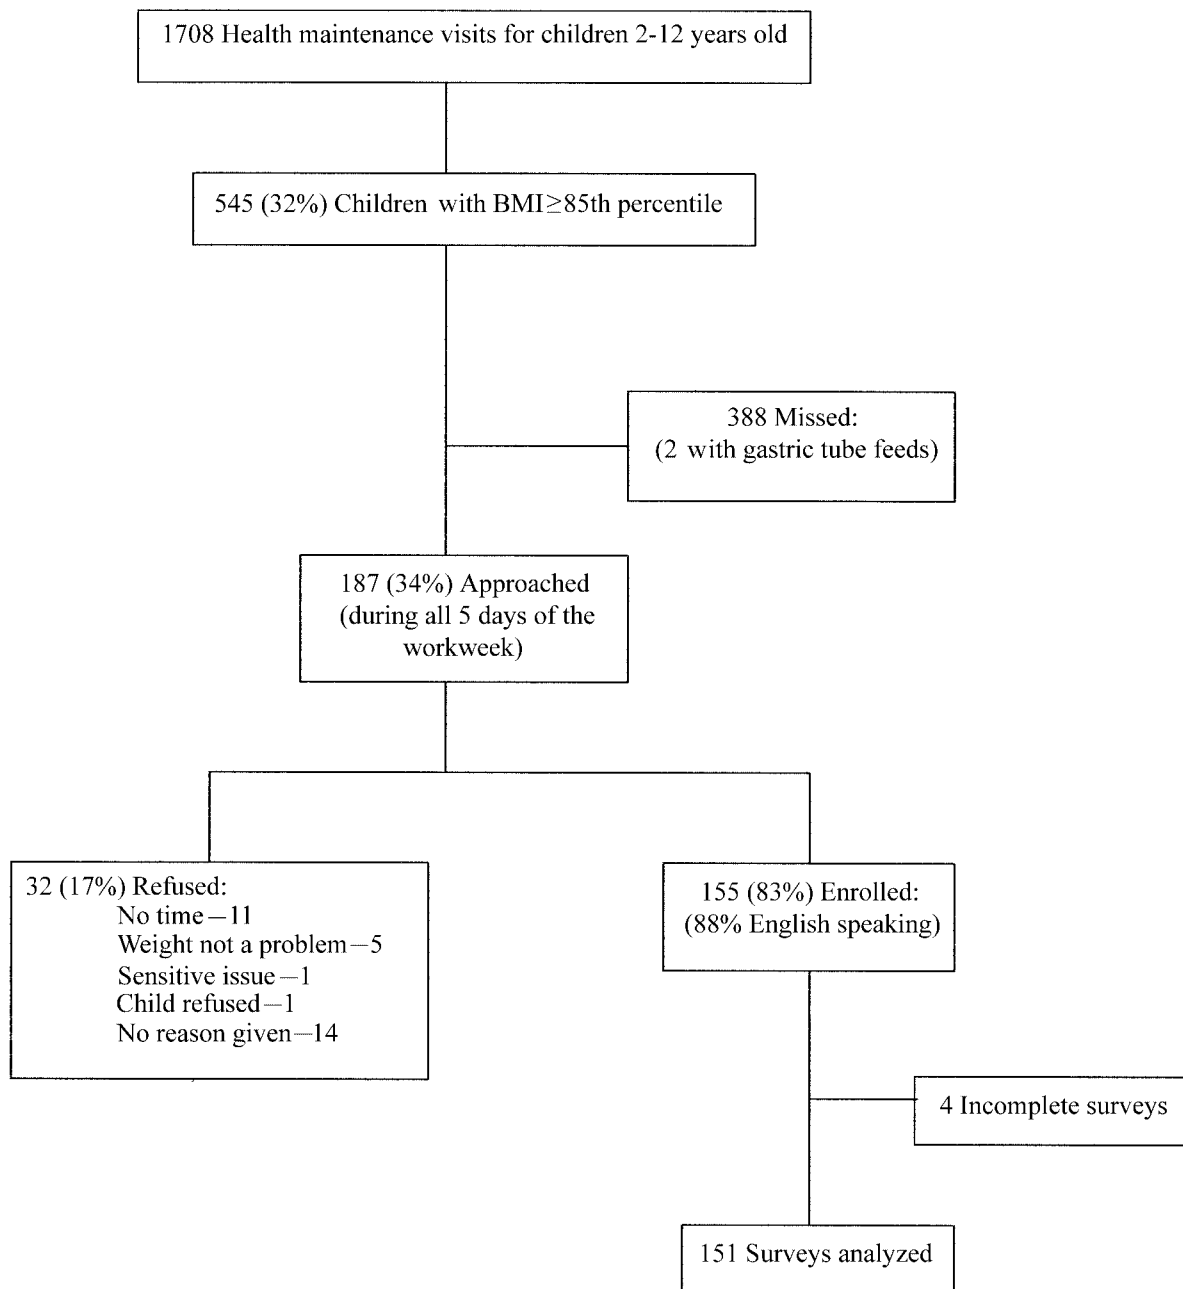 1708 Health maintenance visits for children 2-12 years old
545 (32%) Children with BMI≥85th percentile
388 Missed:
(2 with gastric tube feeds)
187 (34%) Approached
(during all 5 days of the
workweek)
32 (17%) Refused:
No time—11
Weight not a problem—5
Sensitive issue—1
Child refused—1
No reason given—14
155 (83%) Enrolled:
(88% English speaking)
4 Incomplete surveys
151 Surveys analyzed